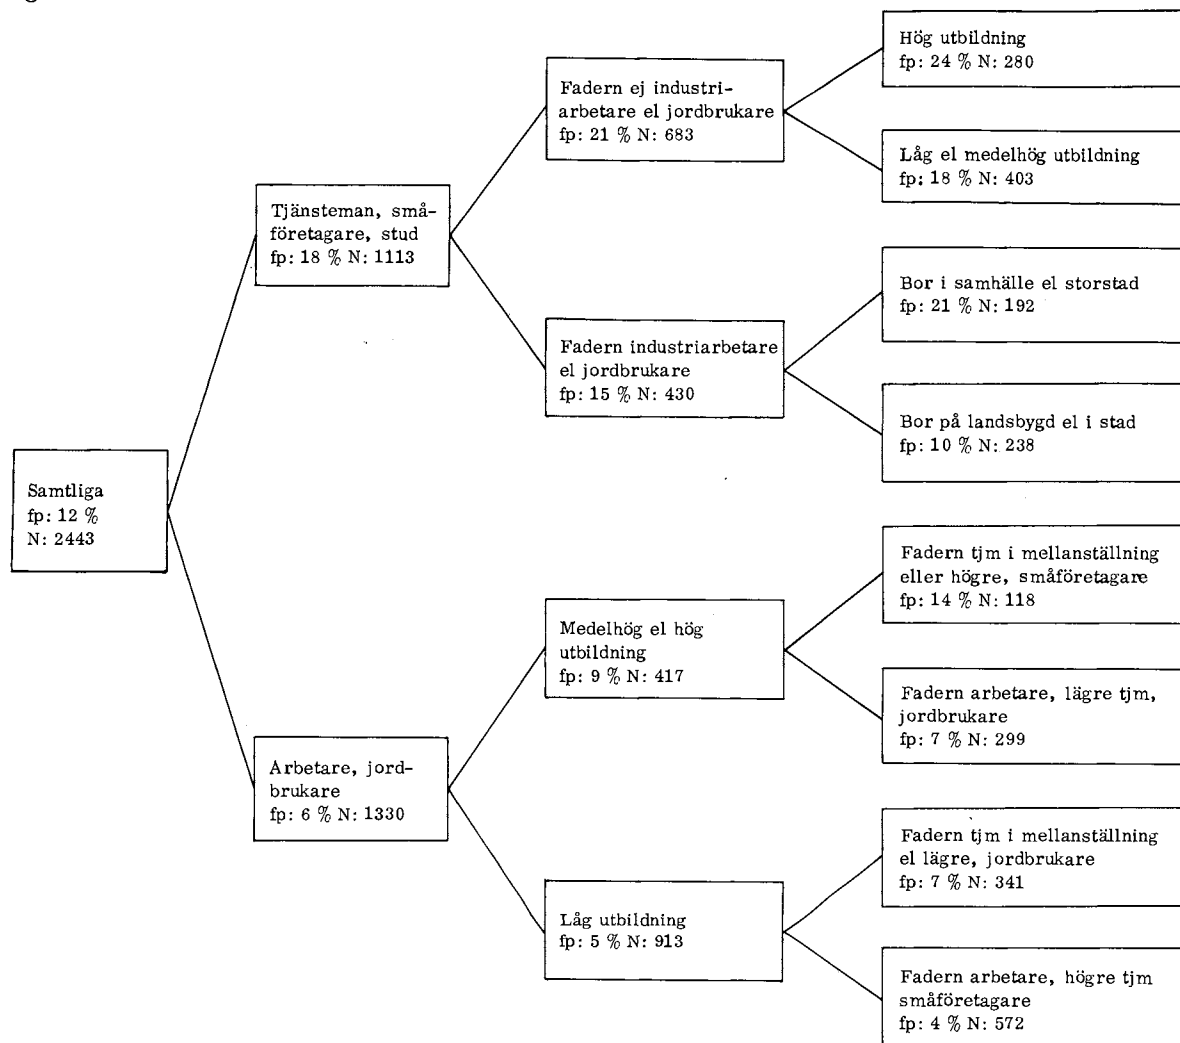 Samtliga
fp: 12 %
N: 2443
Tjänsteman, små-
företagare, stud
fp: 18 % N: 1113
Arbetare, jord-
brukare
fp: 6 % N: 1330
Fadern ej industri-
arbetare el jordbrukare
fp: 21 % N: 683
Fadern industriarbetare
el jordbrukare
fp: 15 % N: 430
Medelhög el hög
utbildning
fp: 9 % N: 417
Låg utbildning
fp: 5 % N: 913
Hög utbildning
fp: 24 % N: 280
Låg el medelhög utbildning
fp: 18 % N: 403
Bor i samhälle el storstad
fp: 21 % N: 192
Bor på landsbygd el i stad
fp: 10 % N: 238
Fadern tjm i mellanställning
eller högre, småföretagare
fp: 14 % N: 118
Fadern arbetare, lägre tjm,
jordbrukare
fp: 7 % N: 299
Fadern tjm i mellanställning
el lägre, jordbrukare
fp: 7 % N: 341
Fadern arbetare, högre tjm
småföretagare
fp: 4 % N: 572